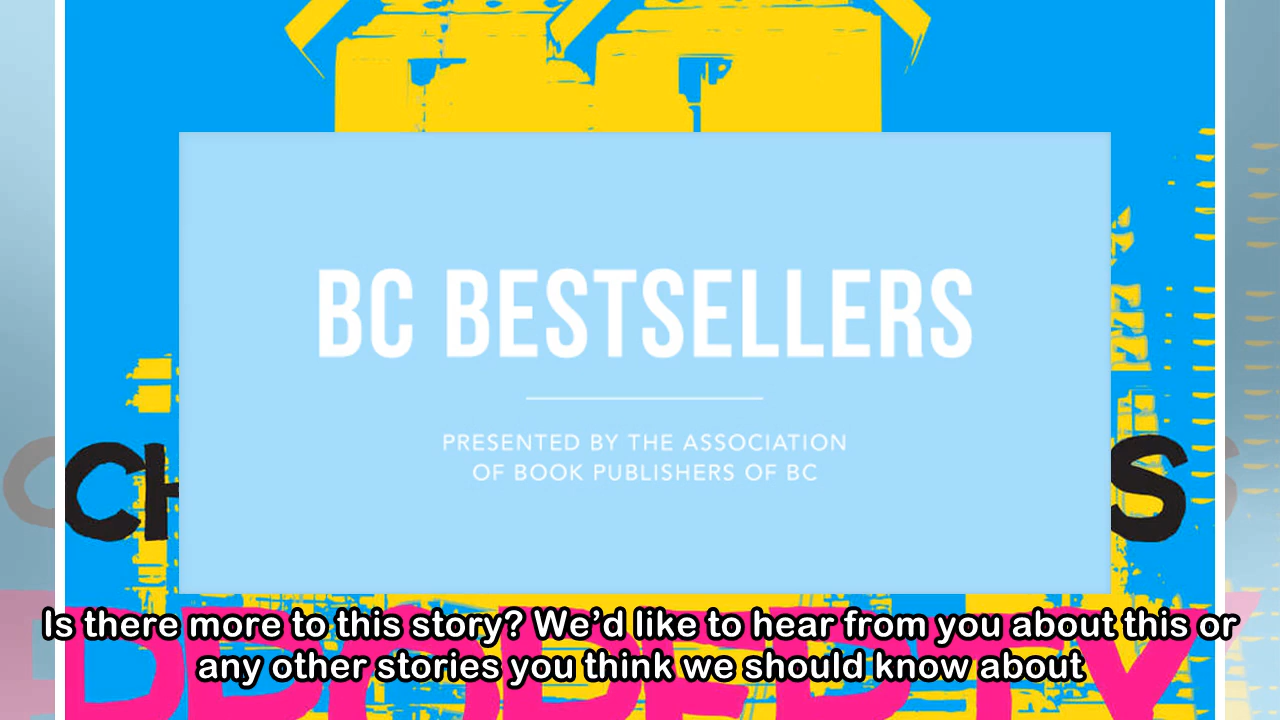 BC BESTSELLERS
PRESENTED BY THE ASSOCIATION
OF BOOK PUBLISHERS OF BC
Is there more to this story? We’d like to hear from you about this or
any other stories you think we should know about